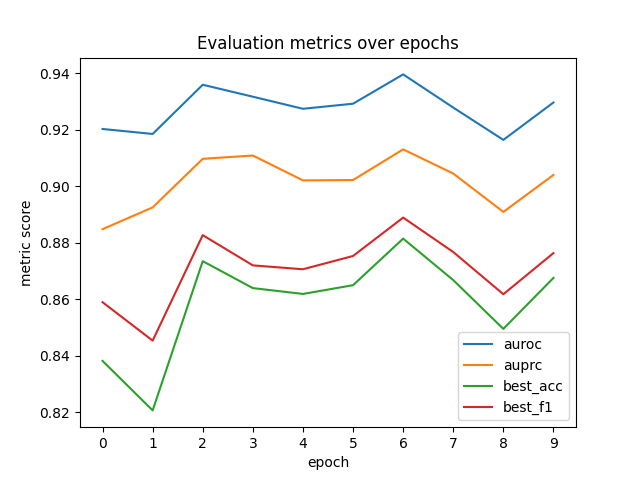 Evaluation metrics over epochs
metric score
0.94
0.92
0.90
0.88
0.86
0.84
0.82
auroc
auprc
best_acc
best_f1
0 1 2 3 4 5 6 7 8 9
epoch